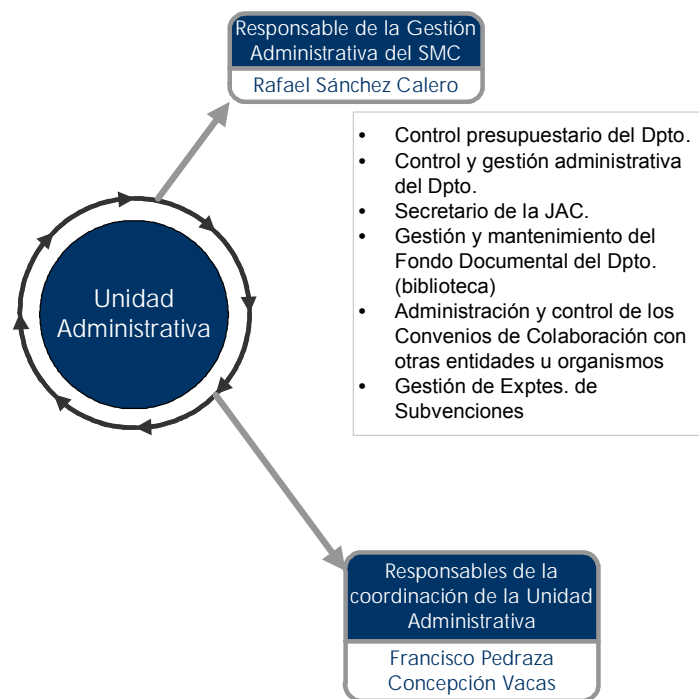 Responsable de la Gestión
Administrativa del SMC
Rafael Sánchez Calero
• Control presupuestario del Dpto.
• Control y gestión administrativa
del Dpto.
• Secretario de la JAC.
• Gestión y mantenimiento del
Fondo Documental del Dpto.
(biblioteca)
• Administración y control de los
Convenios de Colaboración con
otras entidades u organismos
• Gestión de Exptes. de
Subvenciones
Unidad
Administrativa
Responsables de la
coordinación de la Unidad
Administrativa
Francisco Pedraza
Concepción Vacas